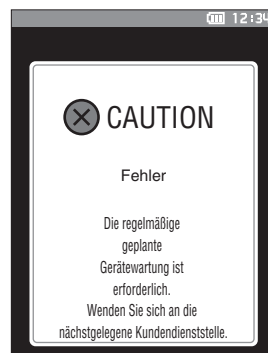 12:34
CAUTION
Fehler
Die regelmäßige
geplante
Gerätewartung ist
erforderlich.
Wenden Sie sich an die
nächstgelegene Kundendienststelle.